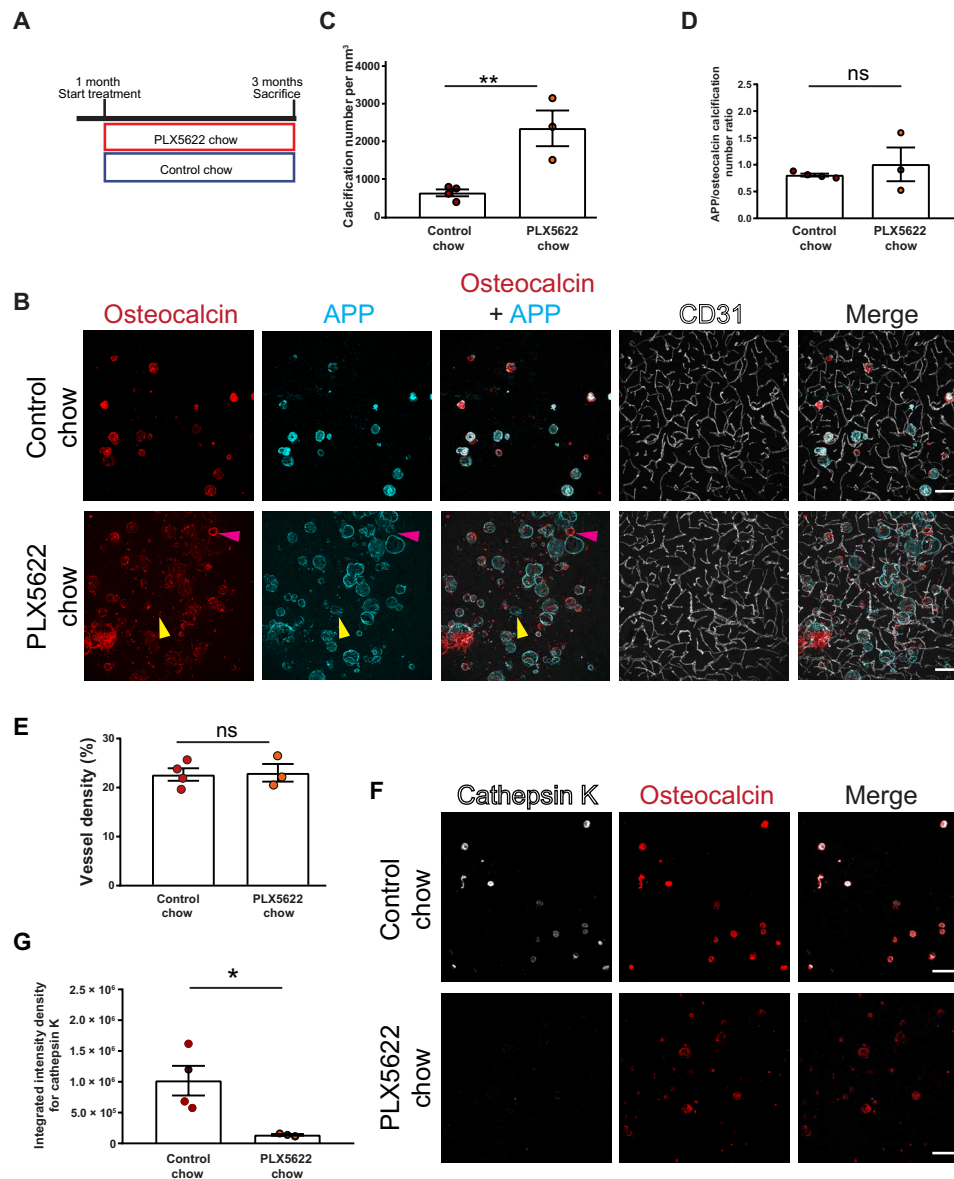 A
1 month
Start treatment
3 months
Sacrifice
PLX5622 chow
Control chow
C
Calcification number per mm³
4000
3000
2000
1000
0
**
Control
chow
PLX5622
chow
D
APP/osteocalcin calcification
number ratio
2.0
1.5
1.0
0.5
0.0
ns
Control
chow
PLX5622
chow
B
Osteocalcin
APP
Osteocalcin
+ APP
CD31
Merge
Control
chow
PLX5622
chow
E
Vessel density (%)
30
20
10
0
ns
Control
chow
PLX5622
chow
F
Cathepsin K
Osteocalcin
Merge
Control
chow
PLX5622
chow
G
Integrated intensity density
for cathepsin K
2.5 × 10⁶
2.0 × 10⁶
1.5 × 10⁶
1.0 × 10⁶
5.0 × 10⁵
0
*
Control
chow
PLX5622
chow